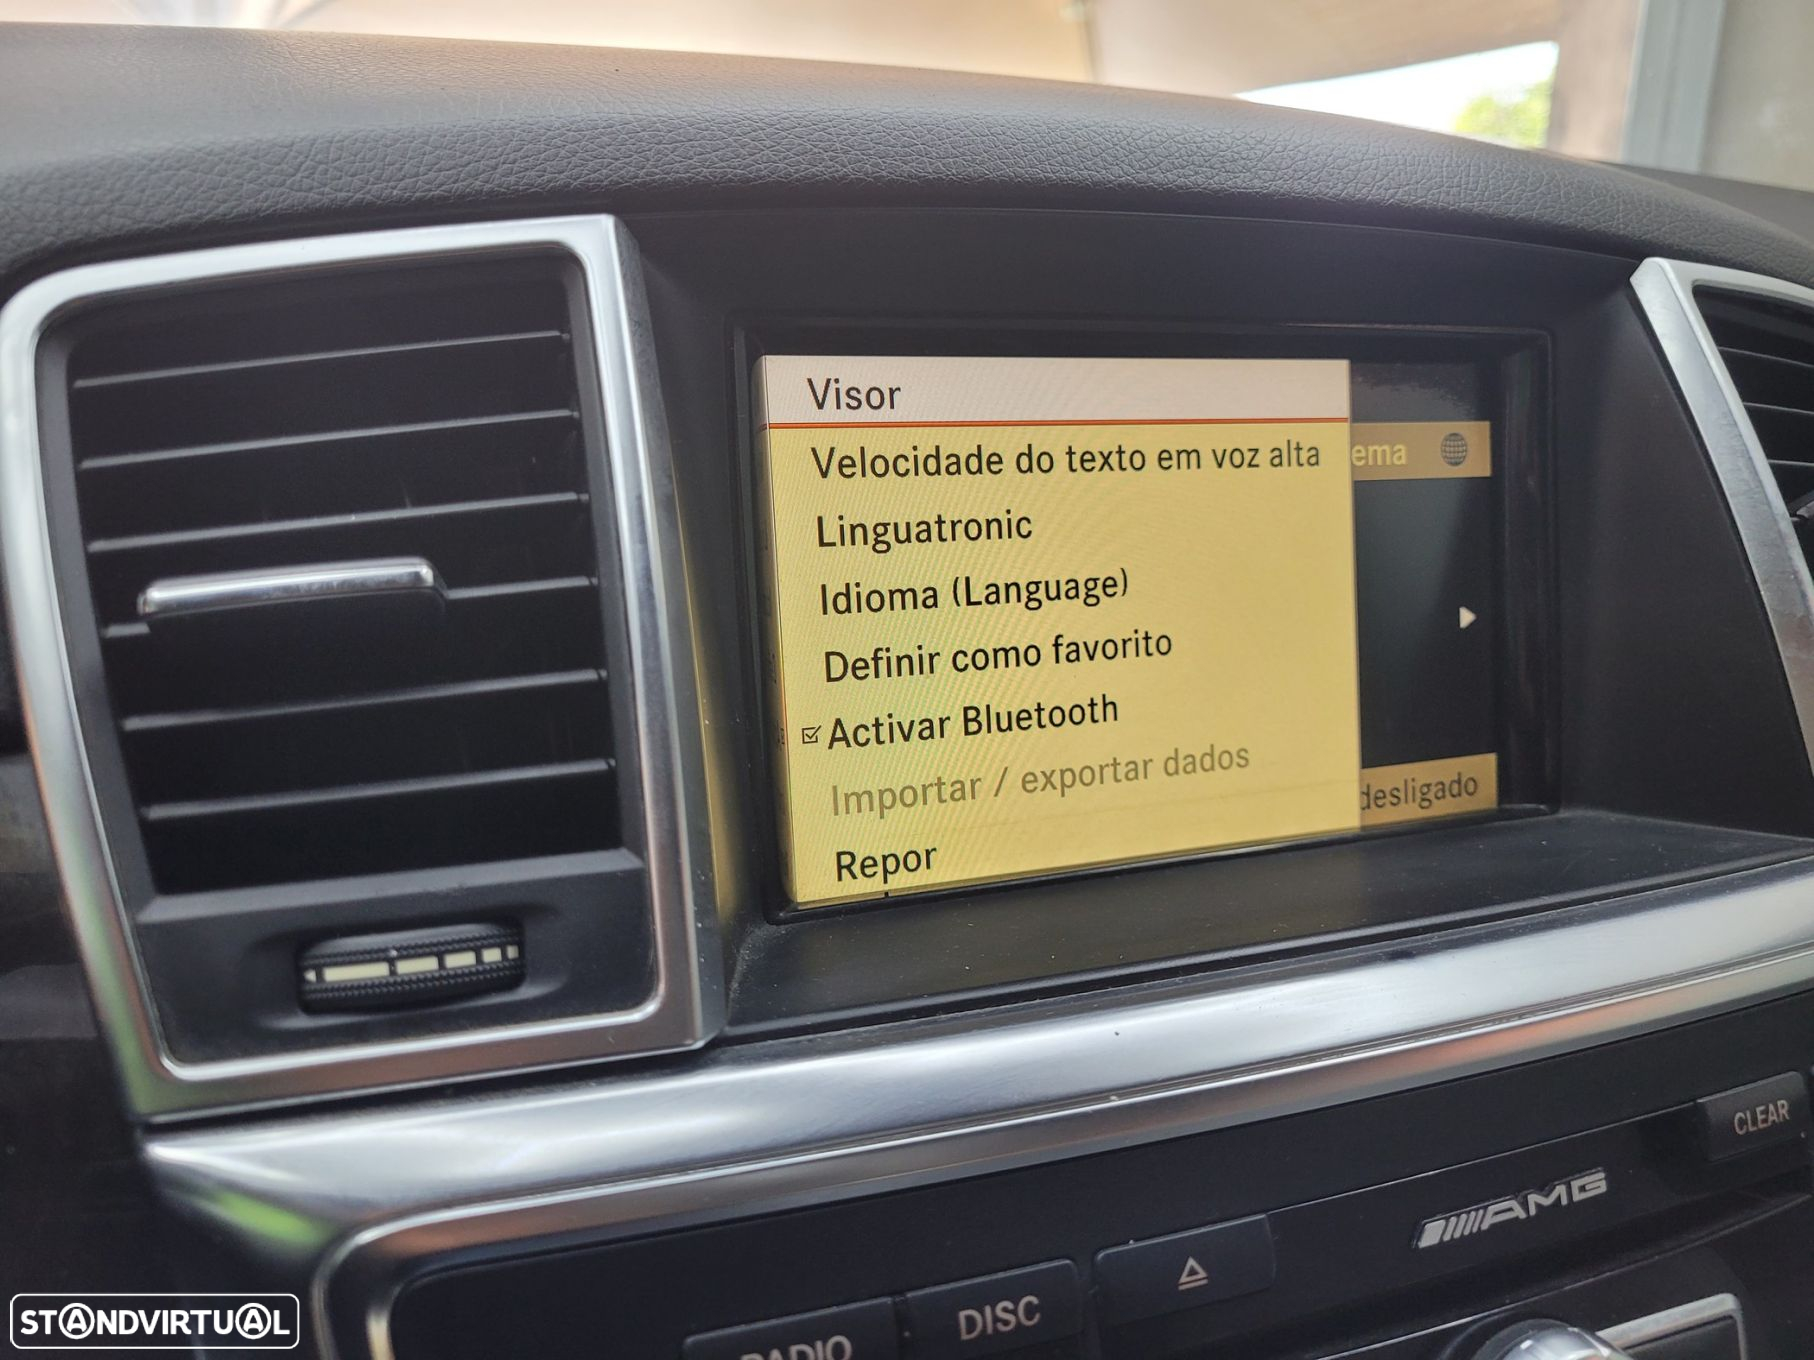 Visor
Velocidade do texto em voz alta
ema
Linguatronic
Idioma (Language)
Definir como favorito
Activar Bluetooth
Importar / exportar dados
desligado
Repor
CLEAR
AMG
DISC
RADIO
STANDVIRTUAL